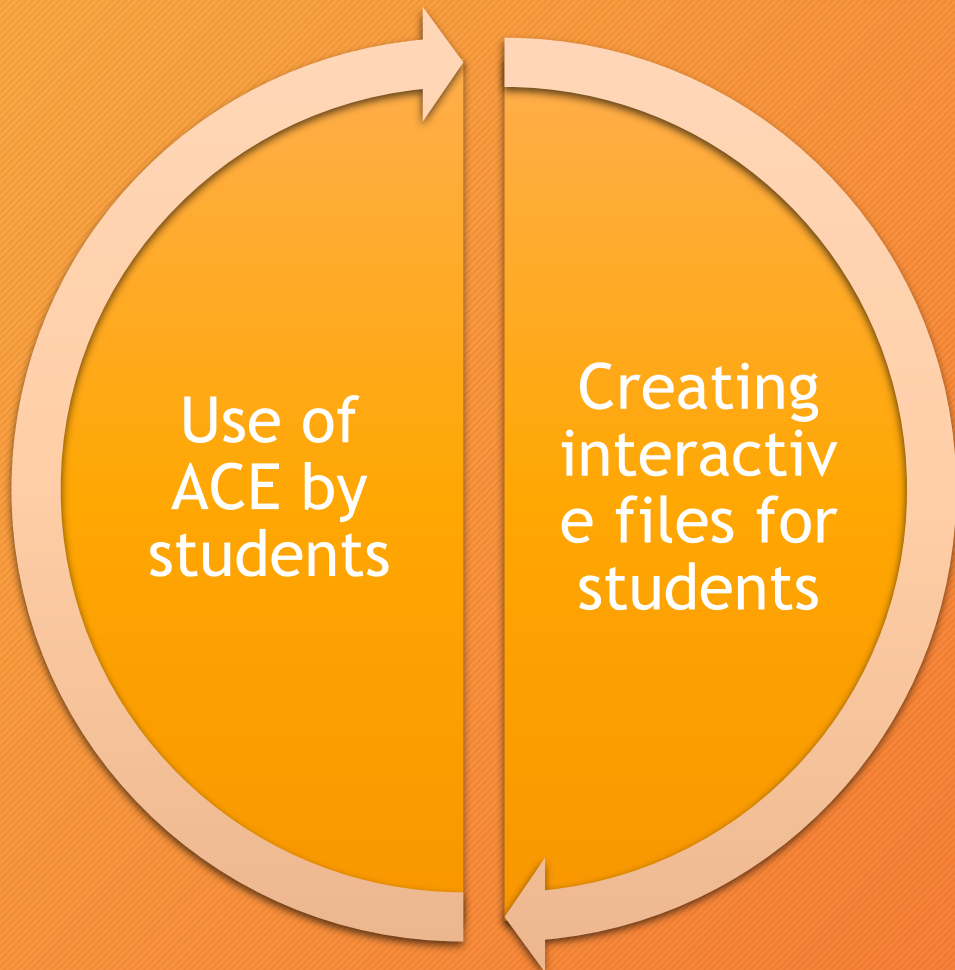 Use of
ACE by
students
Creating
interactiv
e files for
students